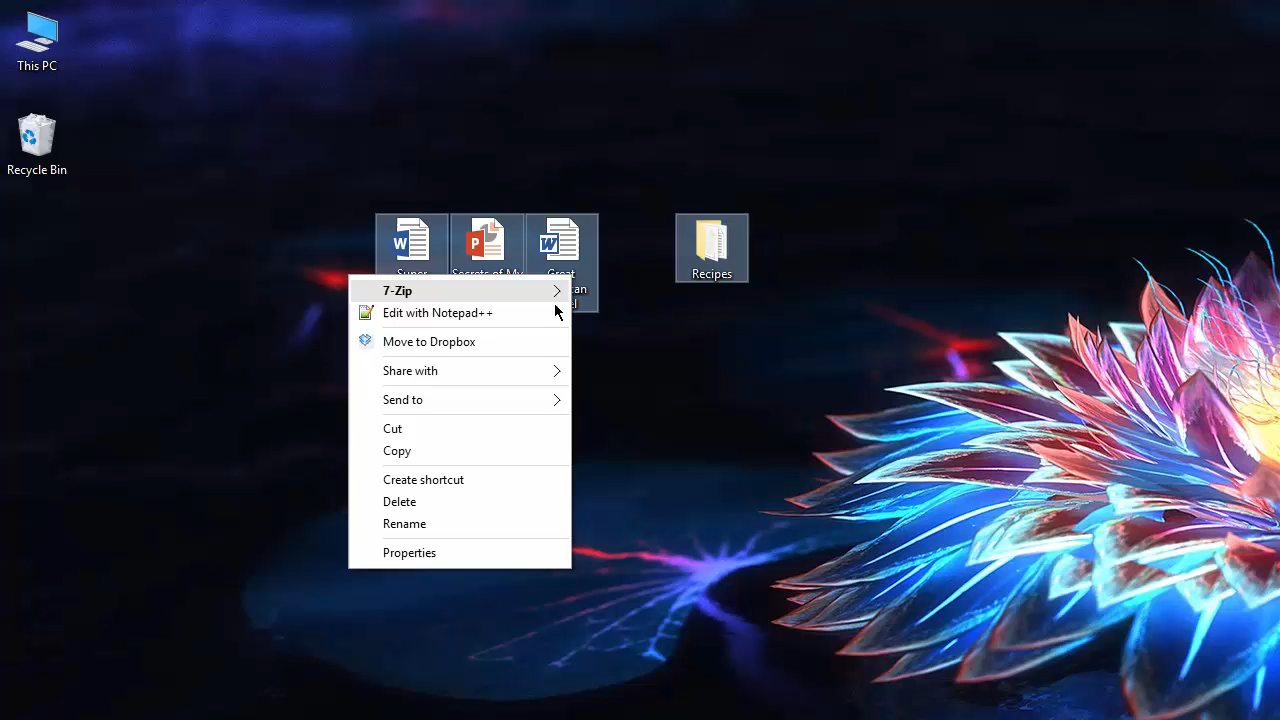 This PC
Recycle Bin
W
P
W
Super
Secrets of My
Great
Recipes
7-Zip
Edit with Notepad++
Move to Dropbox
Share with
Send to
Cut
Copy
Create shortcut
Delete
Rename
Properties